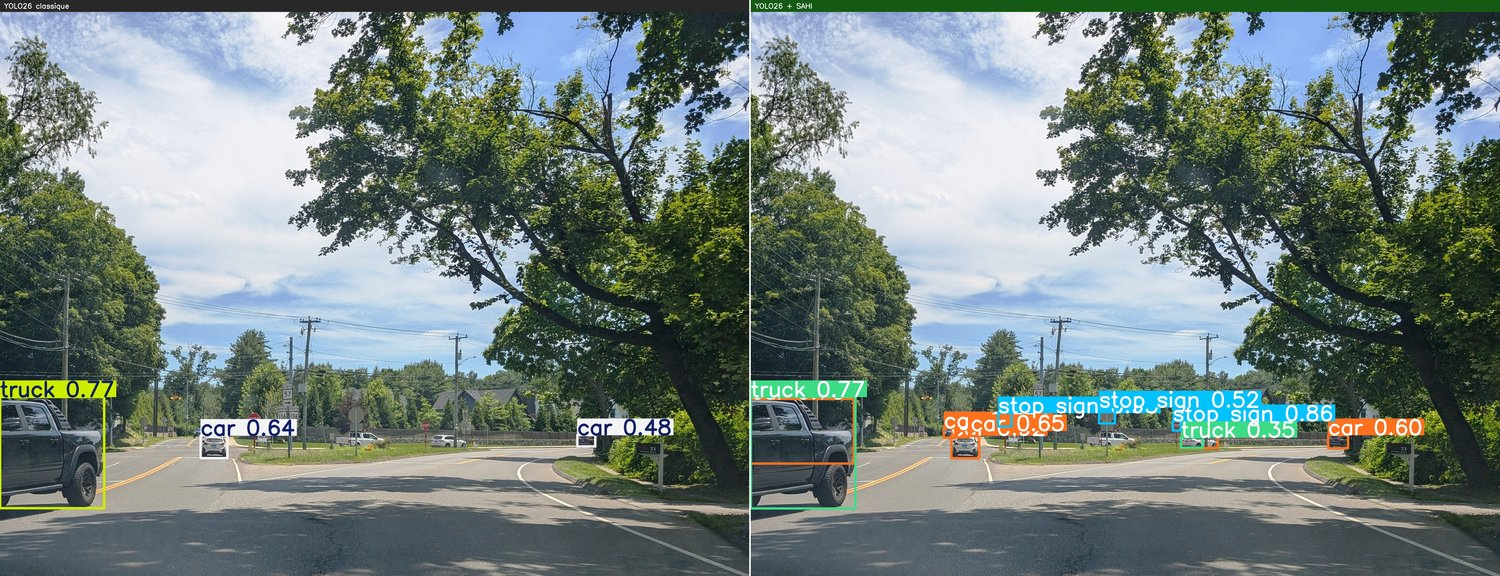 YOLO26 classique
YOLO26 + SAHI
truck 0.77
car 0.64
car 0.48
truck 0.77
car 0.65
stop sign
stop sign 0.52
stop sign 0.86
truck 0.35
car 0.60